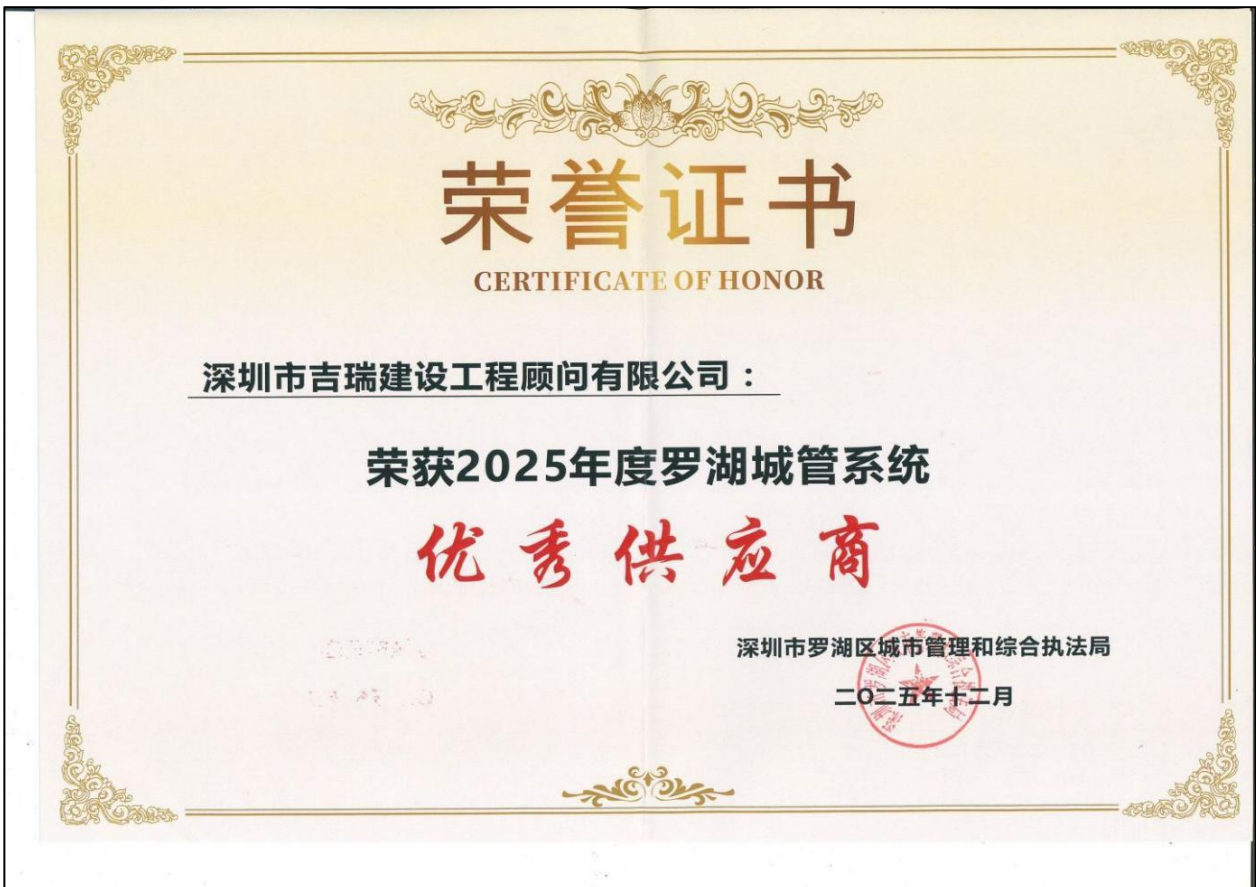 荣誉证书
CERTIFICATE OF HONOR
深圳市吉瑞建设工程顾问有限公司：
荣获2025年度罗湖城管系统
优秀供应商
深圳市罗湖区城市管理和综合执法局
二〇二五年十二月